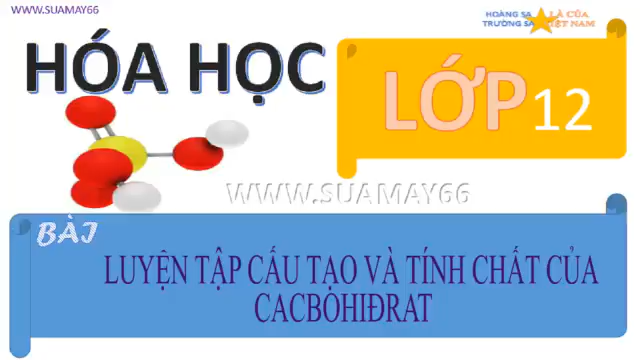 WWW.SUAMAY66
HOÀNG SA
TRƯỜNG SA
LÀ CỦA
VIỆT NAM
HÓA HỌC
LỚP 12
WWW.SUAMAY66
BÀI
LUYỆN TẬP CẤU TẠO VÀ TÍNH CHẤT CỦA
CACBOHIĐRAT